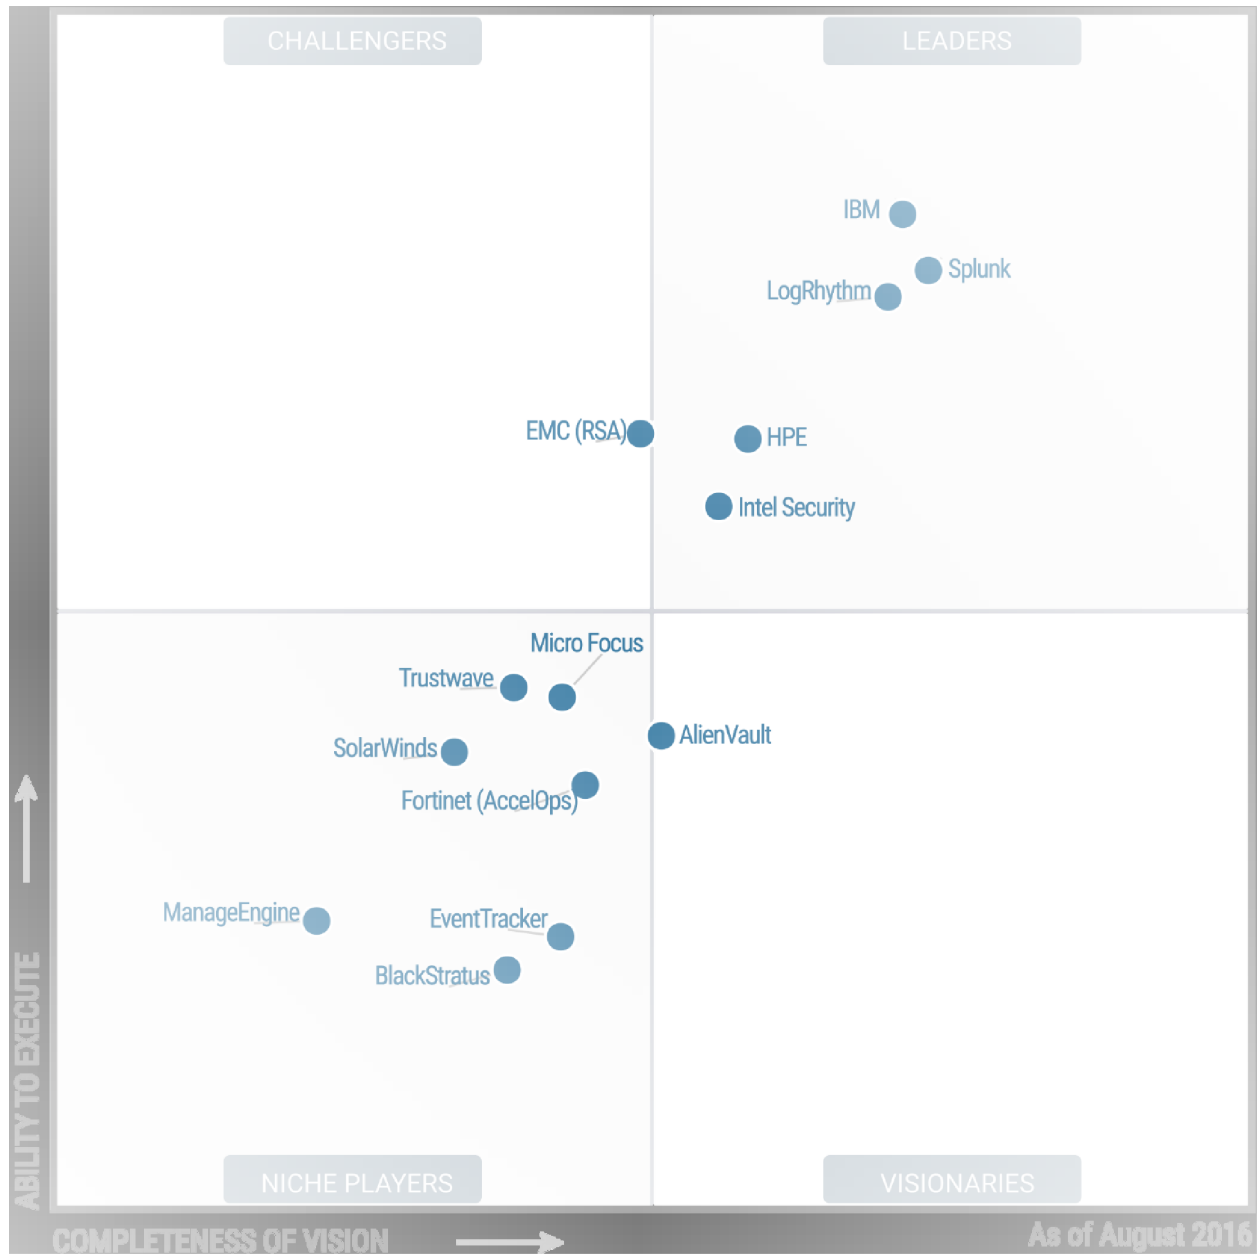 CHALLENGERS
LEADERS
IBM
Splunk
LogRhythm
EMC (RSA)
HPE
Intel Security
Micro Focus
Trustwave
AlienVault
SolarWinds
Fortinet (AccelOps)
ManageEngine
EventTracker
BlackStratus
NICHE PLAYERS
VISIONARIES
ABILITY TO EXECUTE
COMPLETENESS OF VISION
As of August 2016